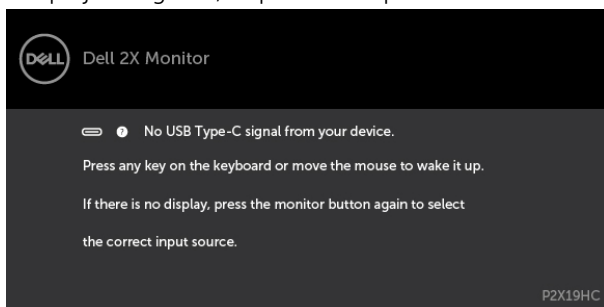 DELL
Dell 2X Monitor
No USB Type-C signal from your device.
Press any key on the keyboard or move the mouse to wake it up.
If there is no display, press the monitor button again to select
the correct input source.
P2X19HC